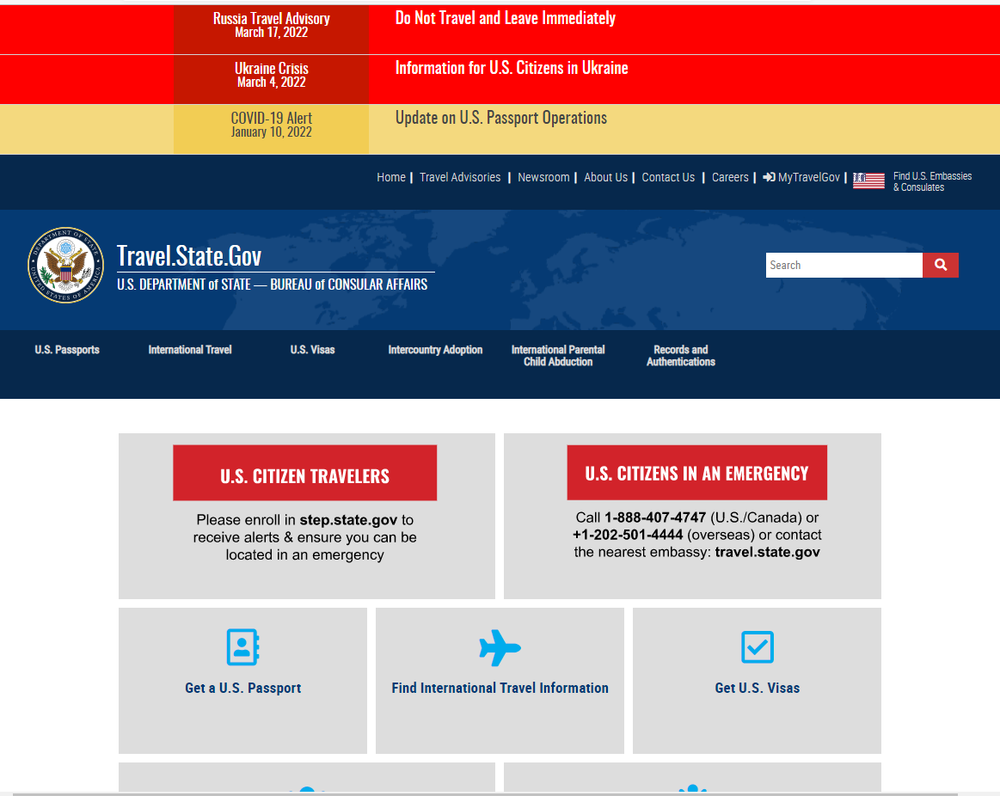 Russia Travel Advisory
March 17, 2022
Do Not Travel and Leave Immediately
Ukraine Crisis
March 4, 2022
Information for U.S. Citizens in Ukraine
COVID-19 Alert
January 10, 2022
Update on U.S. Passport Operations
Home | Travel Advisories | Newsroom | About Us | Contact Us | Careers | MyTravelGov |
Find U.S. Embassies
& Consulates
DEPARTMENT OF STATE
UNITED STATES OF AMERICA
Travel.State.Gov
U.S. DEPARTMENT of STATE — BUREAU of CONSULAR AFFAIRS
Search
U.S. Passports
International Travel
U.S. Visas
Intercountry Adoption
International Parental
Child Abduction
Records and
Authentications
U.S. CITIZEN TRAVELERS
Please enroll in step.state.gov to
receive alerts & ensure you can be
located in an emergency
U.S. CITIZENS IN AN EMERGENCY
Call 1-888-407-4747 (U.S./Canada) or
+1-202-501-4444 (overseas) or contact
the nearest embassy: travel.state.gov
Get a U.S. Passport
Find International Travel Information
Get U.S. Visas